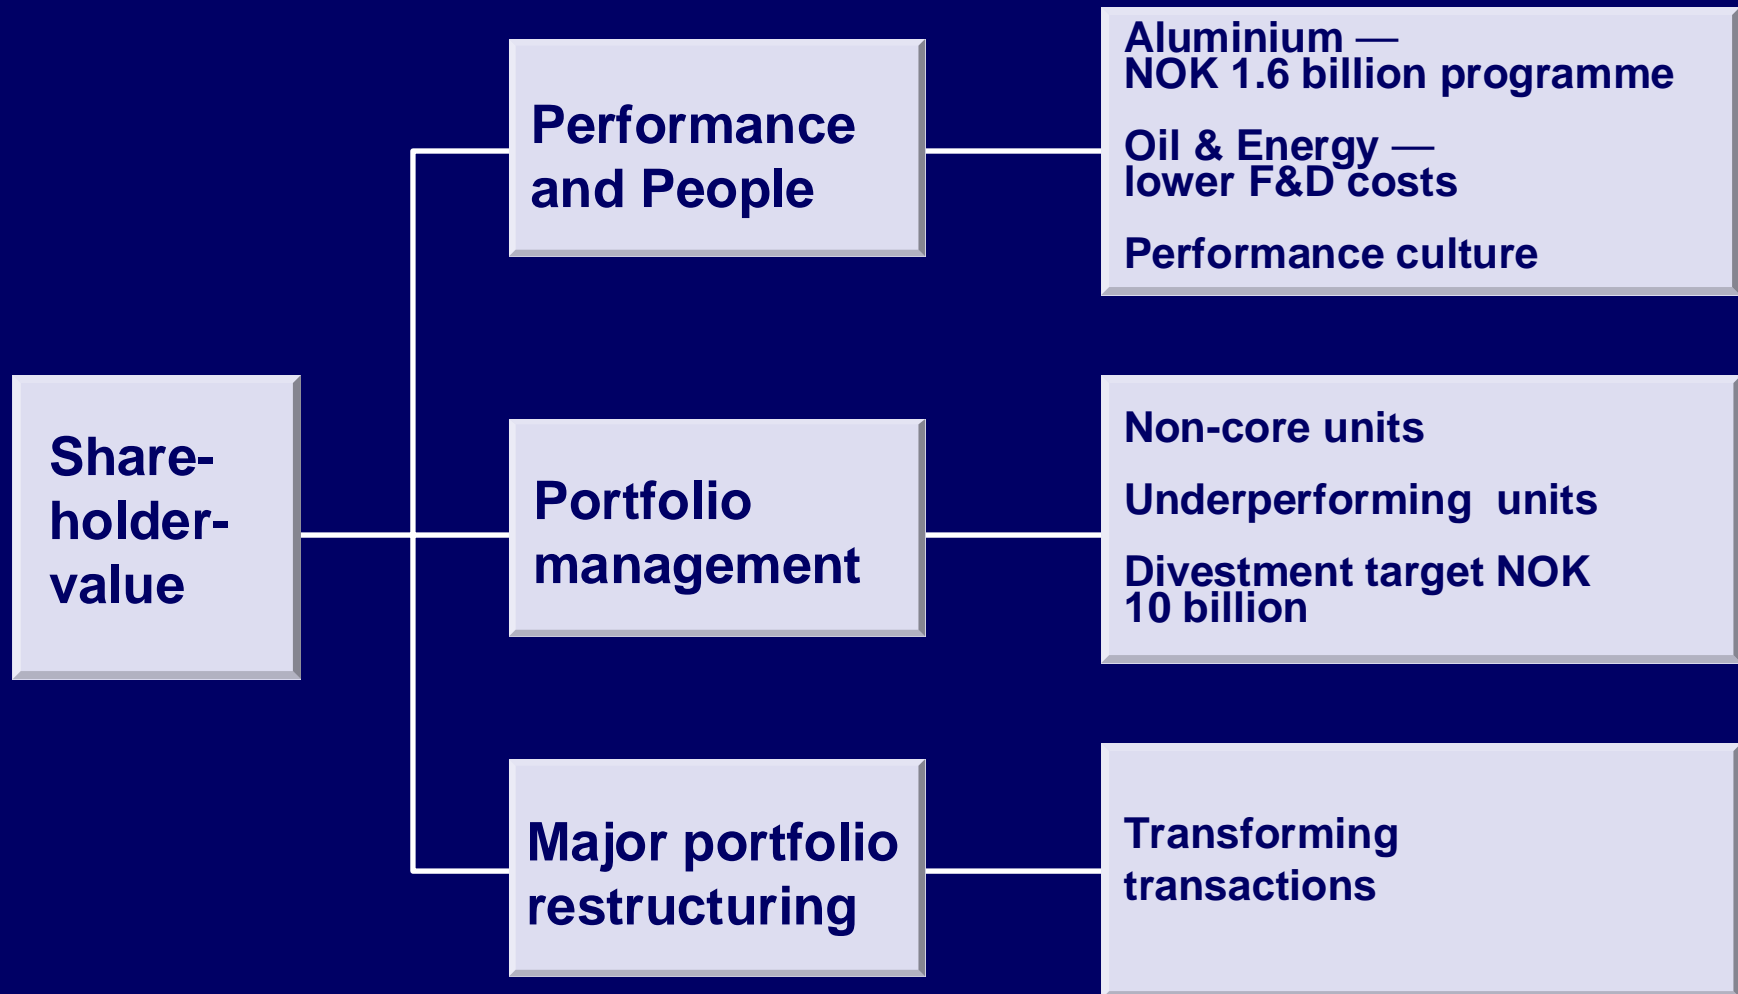 Share-
holder-
value
Performance
and People
Aluminium —
NOK 1.6 billion programme
Oil & Energy —
lower F&D costs
Performance culture
Portfolio
management
Non-core units
Underperforming  units
Divestment target NOK
10 billion
Major portfolio
restructuring
Transforming
transactions